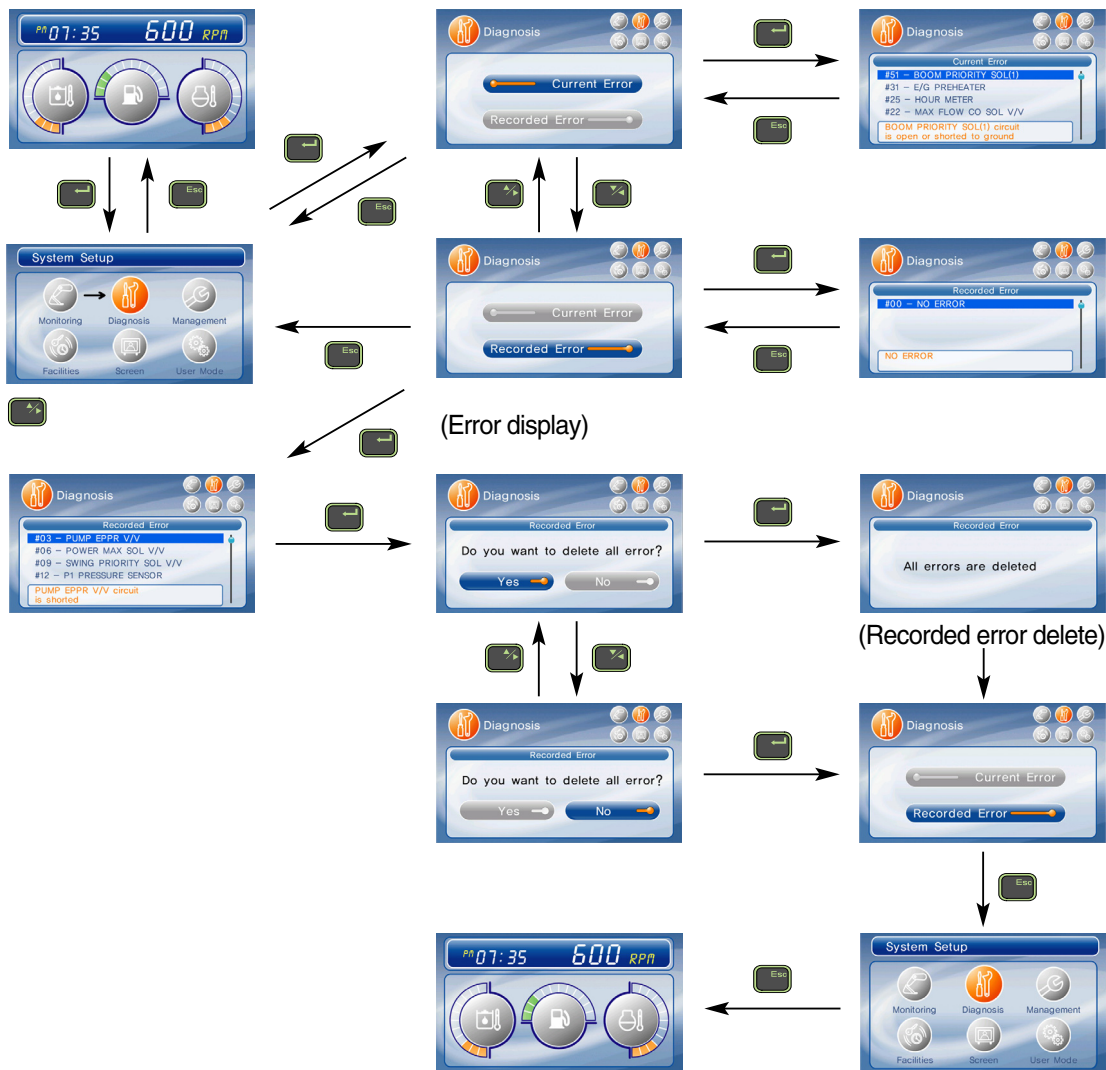 PM 07:35 600 RPM
Diagnosis
Current Error
Recorded Error
Diagnosis
Current Error
#51 – BOOM PRIORITY SOL(1)
#31 – E/G PREHEATER
#25 – HOUR METER
#22 – MAX FLOW CO SOL V/V
BOOM PRIORITY SOL(1) circuit
is open or shorted to ground
Esc
Esc
Esc
Esc
System Setup
Monitoring Diagnosis Management
Facilities Screen User Mode
Diagnosis
Current Error
Recorded Error
Diagnosis
Recorded Error
#00 – NO ERROR
NO ERROR
Esc
Esc
(Error display)
Diagnosis
Recorded Error
#03 – PUMP EPPR V/V
#06 – POWER MAX SOL V/V
#09 – SWING PRIORITY SOL V/V
#12 – P1 PRESSURE SENSOR
PUMP EPPR V/V circuit
is shorted
Diagnosis
Recorded Error
Do you want to delete all error?
Yes No
Diagnosis
Recorded Error
All errors are deleted
(Recorded error delete)
Diagnosis
Recorded Error
Do you want to delete all error?
Yes No
Diagnosis
Current Error
Recorded Error
Esc
PM 07:35 600 RPM
Esc
System Setup
Monitoring Diagnosis Management
Facilities Screen User Mode